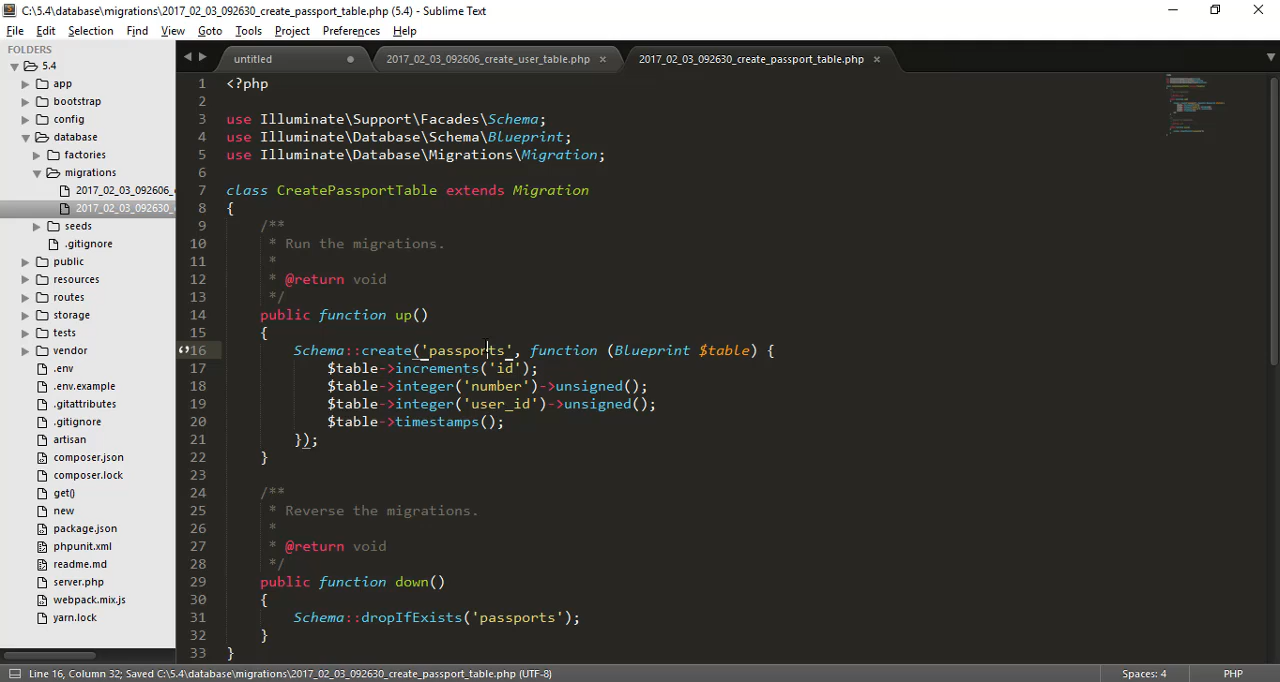 C:\5.4\database\migrations\2017_02_03_092630_create_passport_table.php (5.4) - Sublime Text
File Edit Selection Find View Goto Tools Project Preferences Help
FOLDERS
5.4
app
bootstrap
config
database
factories
migrations
2017_02_03_092606_
2017_02_03_092630_
seeds
.gitignore
public
resources
routes
storage
tests
vendor
.env
.env.example
.gitattributes
.gitignore
artisan
composer.json
composer.lock
get()
new
package.json
phpunit.xml
readme.md
server.php
webpack.mix.js
yarn.lock
untitled 2017_02_03_092606_create_user_table.php 2017_02_03_092630_create_passport_table.php
1 <?php
2
3 use Illuminate\Support\Facades\Schema;
4 use Illuminate\Database\Schema\Blueprint;
5 use Illuminate\Database\Migrations\Migration;
6
7 class CreatePassportTable extends Migration
8 {
9 /**
10 * Run the migrations.
11 *
12 * @return void
13 */
14 public function up()
15 {
16 Schema::create('passports', function (Blueprint $table) {
17 $table->increments('id');
18 $table->integer('number')->unsigned();
19 $table->integer('user_id')->unsigned();
20 $table->timestamps();
21 });
22 }
23
24 /**
25 * Reverse the migrations.
26 *
27 * @return void
28 */
29 public function down()
30 {
31 Schema::dropIfExists('passports');
32 }
33 }
Line 16, Column 32; Saved C:\5.4\database\migrations\2017_02_03_092630_create_passport_table.php (UTF-8) Spaces: 4 PHP